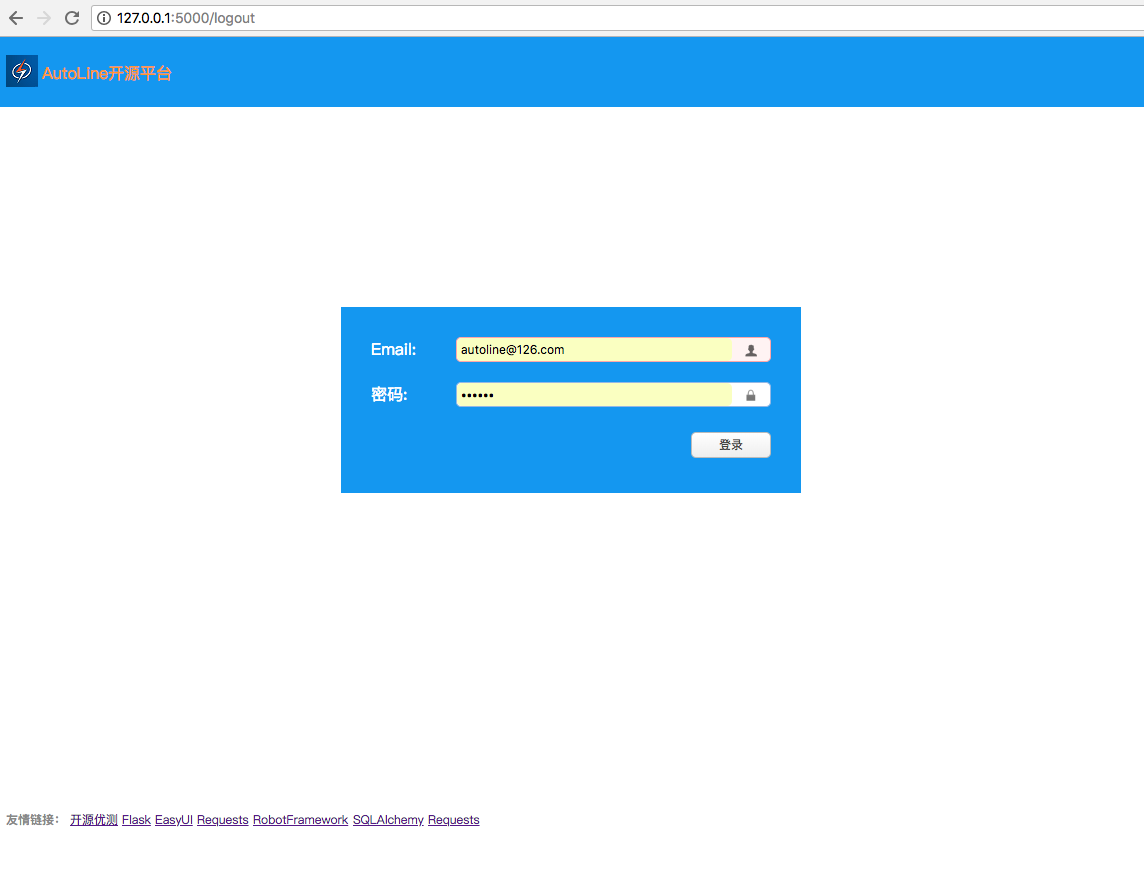 127.0.0.1:5000/logout
AutoLine开源平台
Email: autoline@126.com
密码: ••••••
登录
友情链接: 开源优测 Flask EasyUI Requests RobotFramework SQLAlchemy Requests